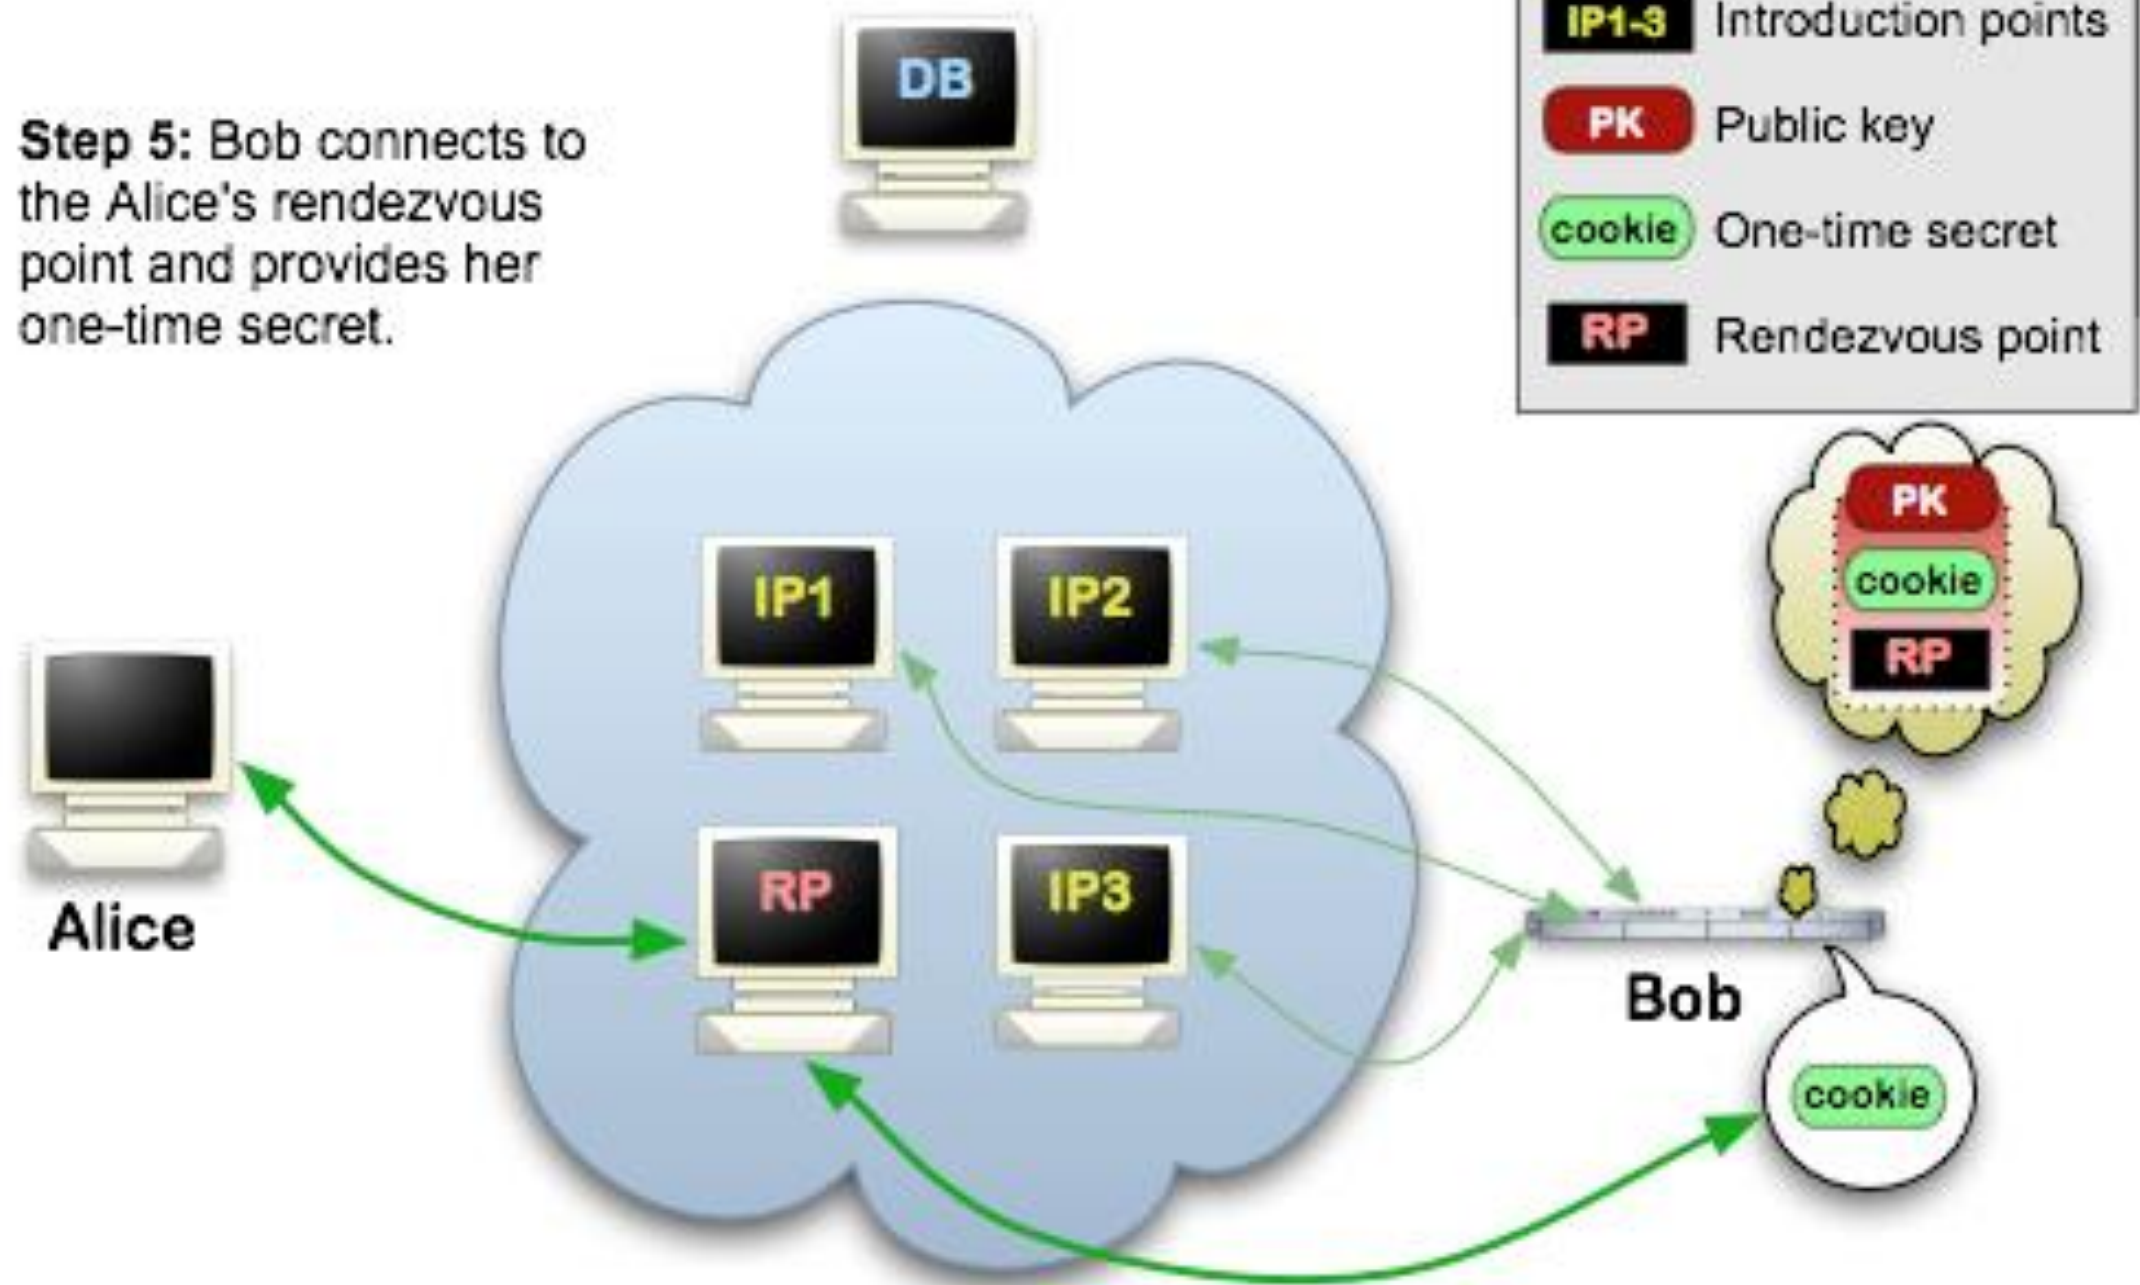 DB
Step 5: Bob connects to
the Alice's rendezvous
point and provides her
one-time secret.
IP1-3 Introduction points
PK Public key
cookie One-time secret
RP Rendezvous point
PK
cookie
RP
IP1
IP2
RP
IP3
Alice
Bob
cookie